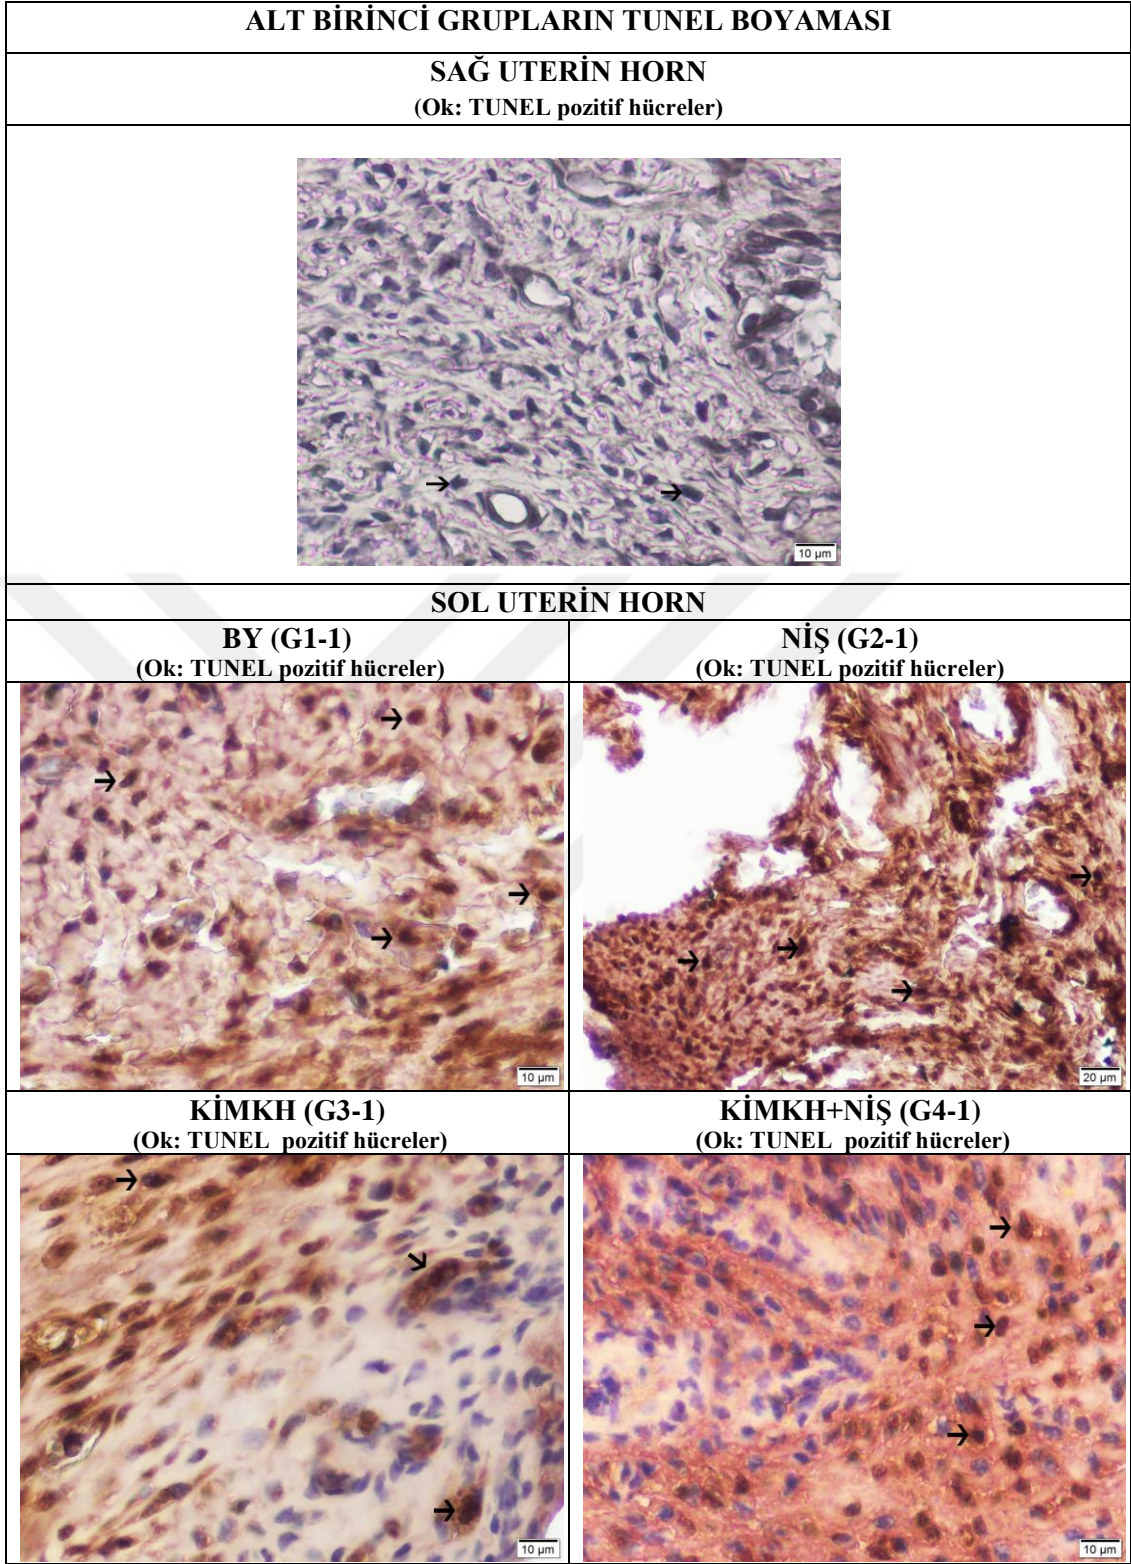 ALT BİRİNCİ GRUPLARIN TUNEL BOYAMASI
SAĞ UTERİN HORN
(Ok: TUNEL pozitif hücreler)
10 µm
SOL UTERİN HORN
BY (G1-1)
(Ok: TUNEL pozitif hücreler)
NİŞ (G2-1)
(Ok: TUNEL pozitif hücreler)
10 µm
20 µm
KİMKH (G3-1)
(Ok: TUNEL pozitif hücreler)
KİMKH+NİŞ (G4-1)
(Ok: TUNEL pozitif hücreler)
10 µm
10 µm